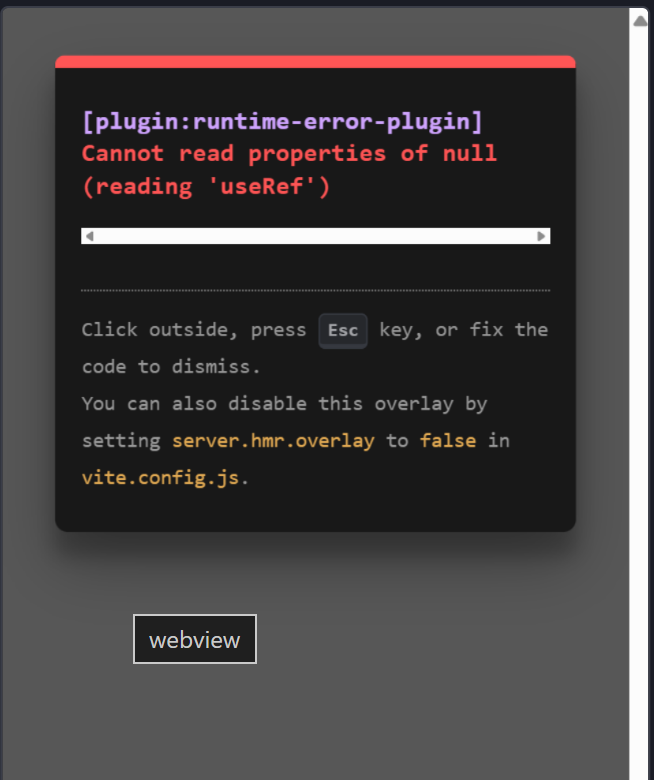 [plugin:runtime-error-plugin]
Cannot read properties of null
(reading 'useRef')
Click outside, press Esc key, or fix the
code to dismiss.
You can also disable this overlay by
setting server.hmr.overlay to false in
vite.config.js.
webview